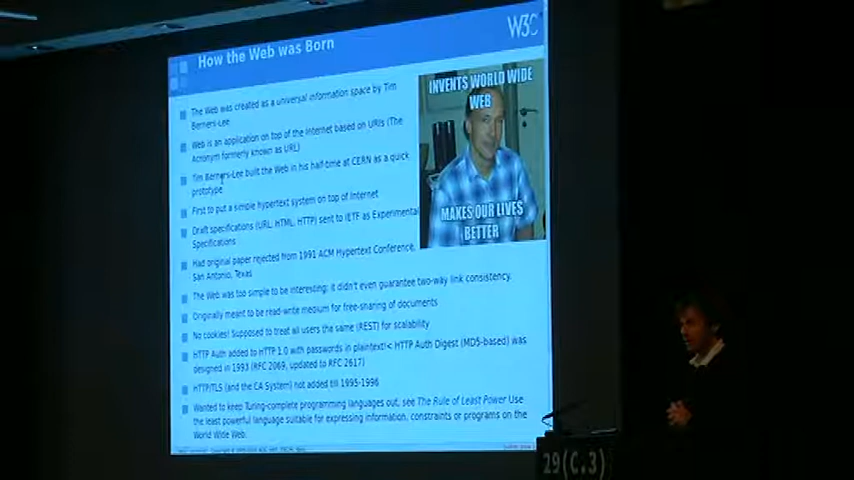 How the Web was Born
W3C
The Web was created as a universal information space by Tim
Berners-Lee
Web is an application on top of the Internet based on URIs (The
Acronym formerly known as URL)
Tim Berners-Lee built the Web in his half-time at CERN as a quick
prototype
First to put a simple hypertext system on top of Internet
Draft specifications (URL, HTML, HTTP) sent to IETF as Experimental
Specifications
Had original paper rejected from 1991 ACM Hypertext Conference,
San Antonio, Texas
The Web was too simple to be interesting: it didn't even guarantee two-way link consistency.
Originally meant to be read-write medium for free-sharing of documents
No cookies! Supposed to treat all users the same (REST) for scalability
HTTP Auth added to HTTP 1.0 with passwords in plaintext!< HTTP Auth Digest (MD5-based) was
designed in 1993 (RFC 2069, updated to RFC 2617)
HTTP/TLS (and the CA System) not added till 1995-1996
Wanted to keep Turing-complete programming languages out, see The Rule of Least Power Use
the least powerful language suitable for expressing information, constraints or programs on the
World Wide Web.
INVENTS WORLD WIDE
WEB
MAKES OUR LIVES
BETTER
29(C.3)